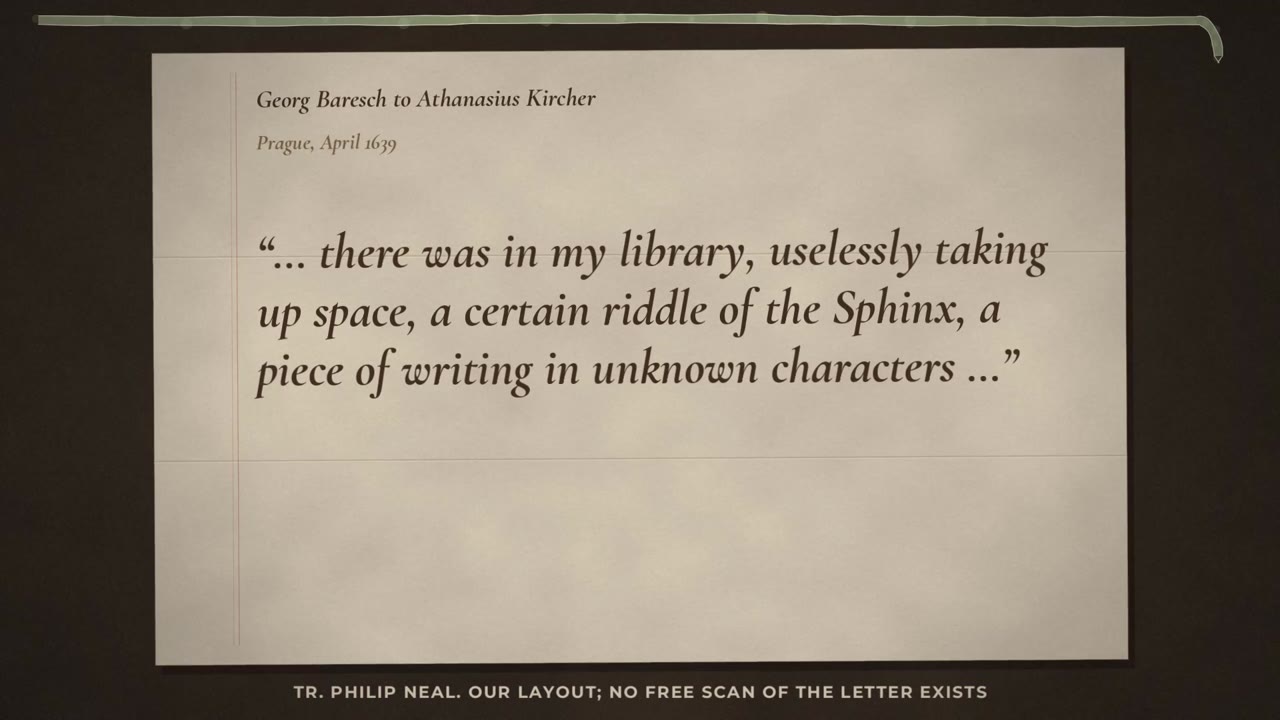 Georg Baresch to Athanasius Kircher
Prague, April 1639
“... there was in my library, uselessly taking
up space, a certain riddle of the Sphinx, a
piece of writing in unknown characters ...”
TR. PHILIP NEAL. OUR LAYOUT; NO FREE SCAN OF THE LETTER EXISTS